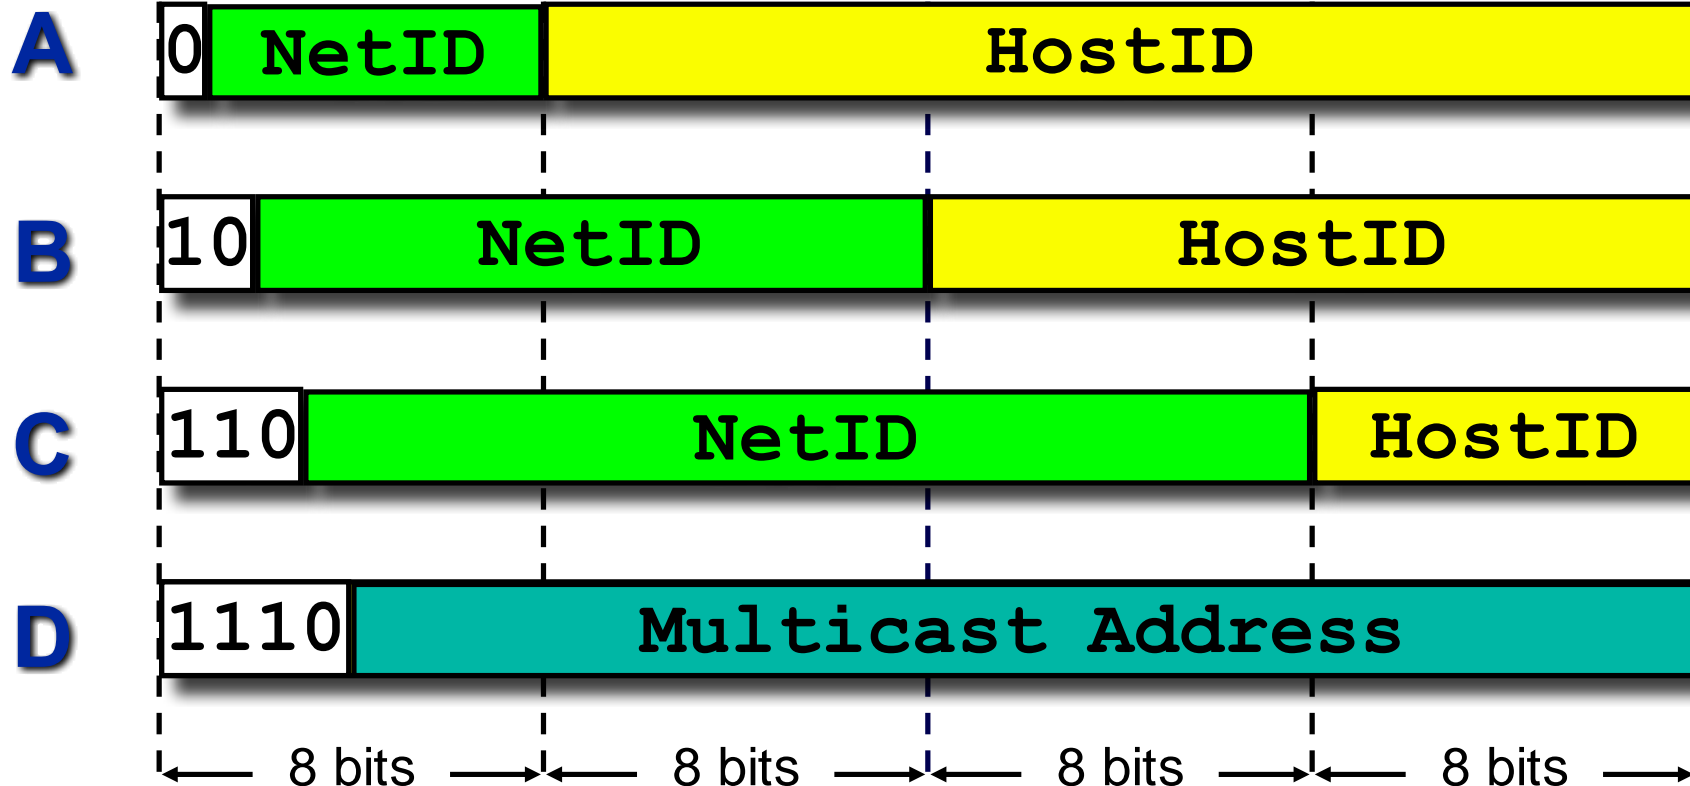 A 0 NetID HostID
B 10 NetID HostID
C 110 NetID HostID
D 1110 Multicast Address
8 bits 8 bits 8 bits 8 bits